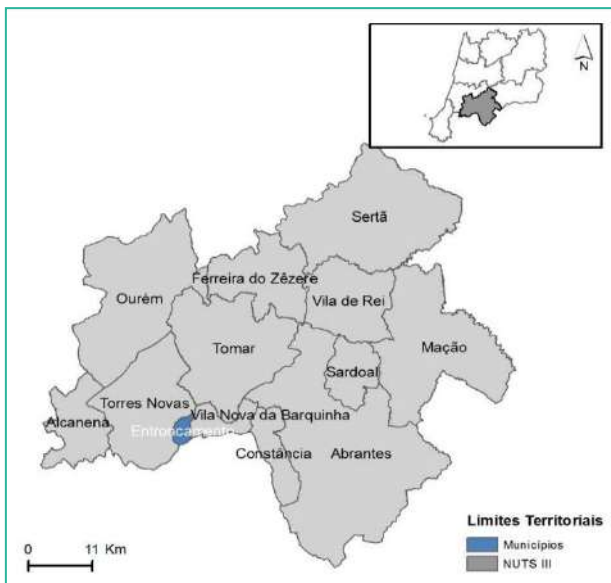 N
Sertã
Ferreira do Zêzere
Ourém
Vila de Rei
Tomar
Mação
Sardoal
Torres Novas
Vila Nova da Barquinha
Alcanena
Entroncamento
Constância
Abrantes
Limites Territoriais
0 11 Km
Municípios
NUTS III